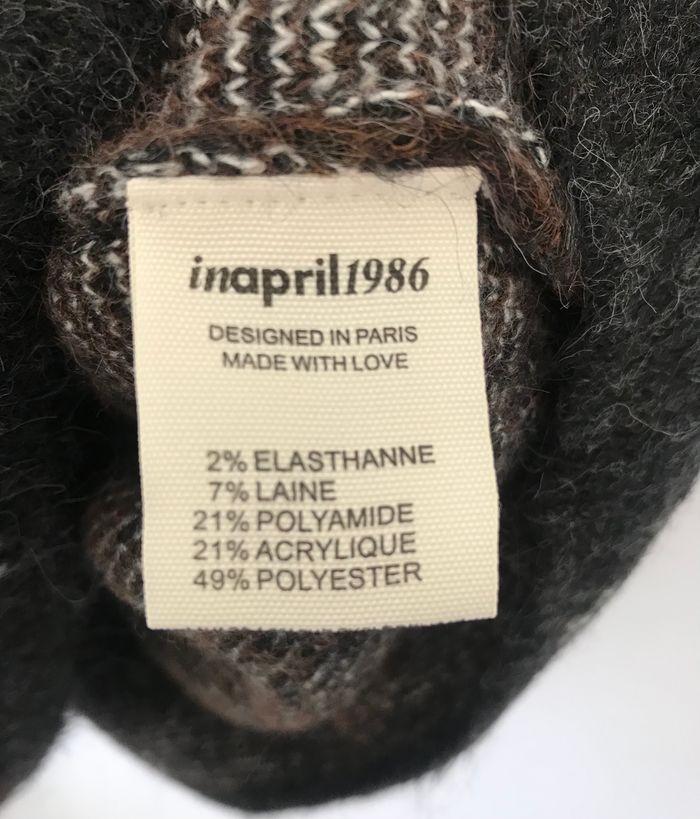 inapril1986
DESIGNED IN PARIS
MADE WITH LOVE
2% ELASTHANNE
7% LAINE
21% POLYAMIDE
21% ACRYLIQUE
49% POLYESTER